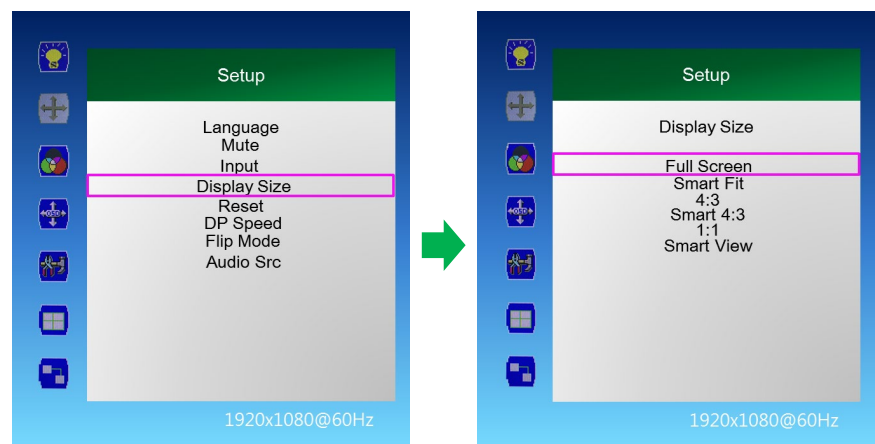 Setup
Language
Mute
Input
Display Size
Reset
DP Speed
Flip Mode
Audio Src
1920x1080@60Hz
Setup
Display Size
Full Screen
Smart Fit
4:3
Smart 4:3
1:1
Smart View
1920x1080@60Hz